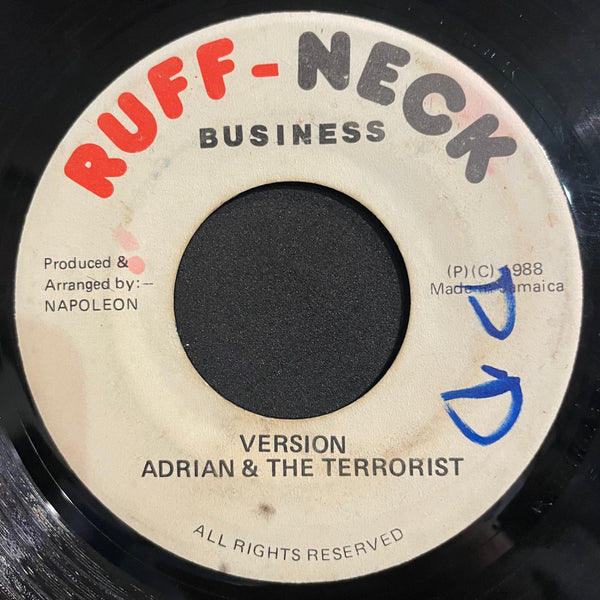 RUFF-NECK
BUSINESS
Produced &
Arranged by:-
NAPOLEON
(P)(C) 1988
Made in Jamaica
P
D
VERSION
ADRIAN & THE TERRORIST
ALL RIGHTS RESERVED